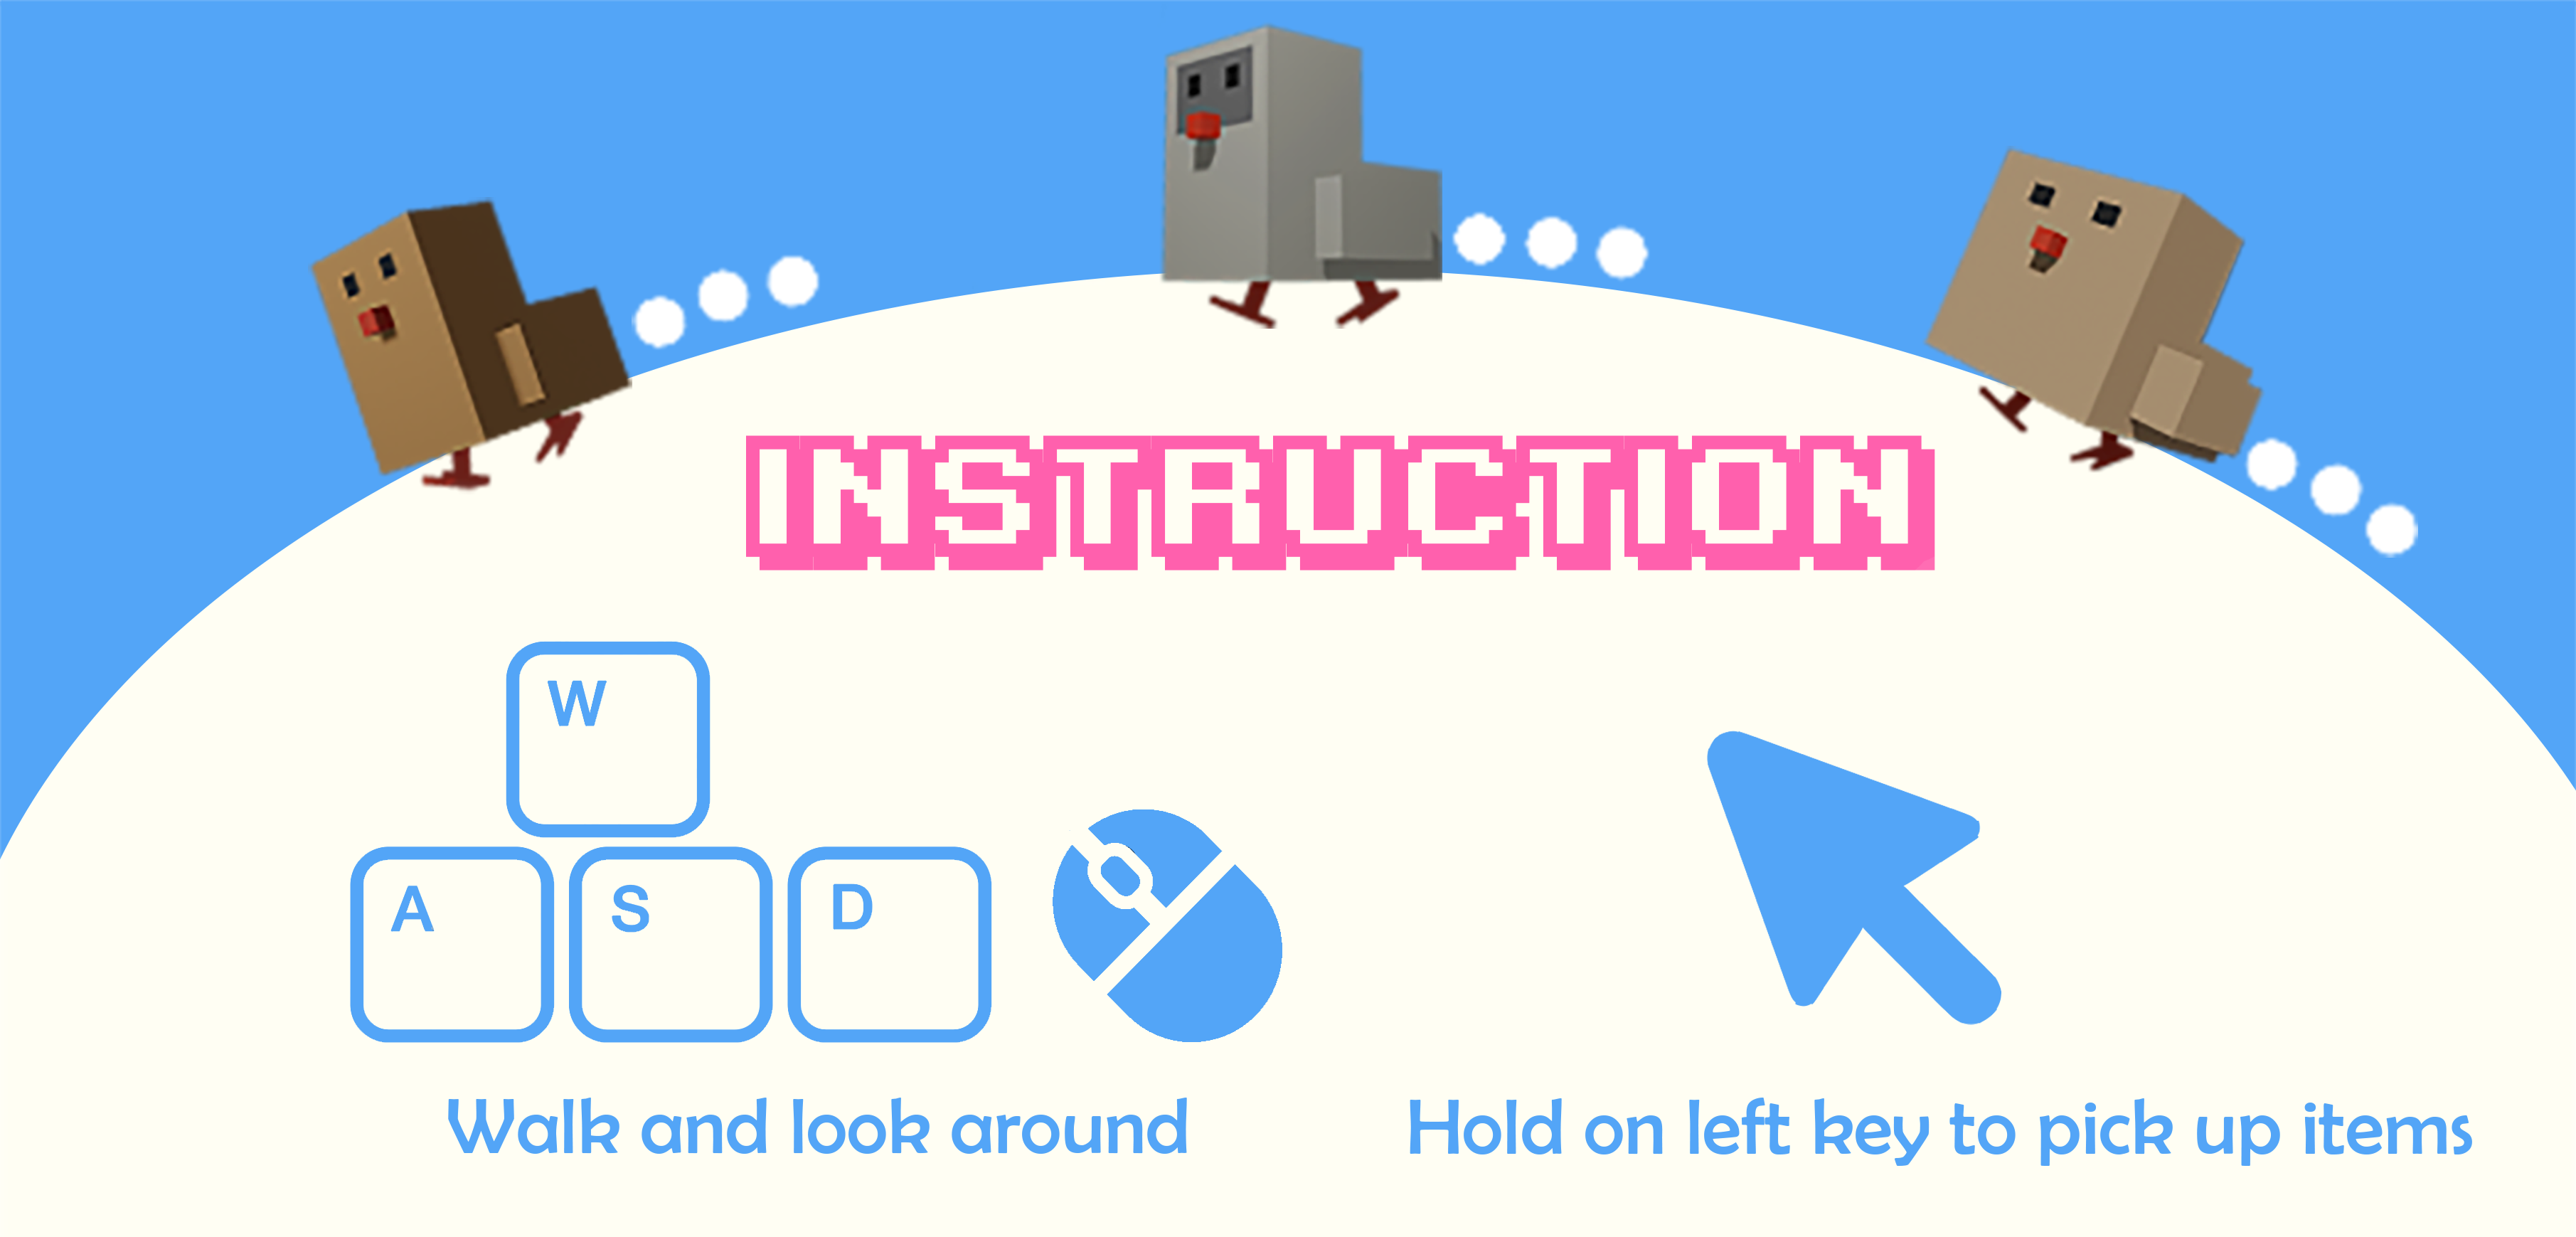 INSTRUCTION
W
A S D
Walk and look around
Hold on left key to pick up items